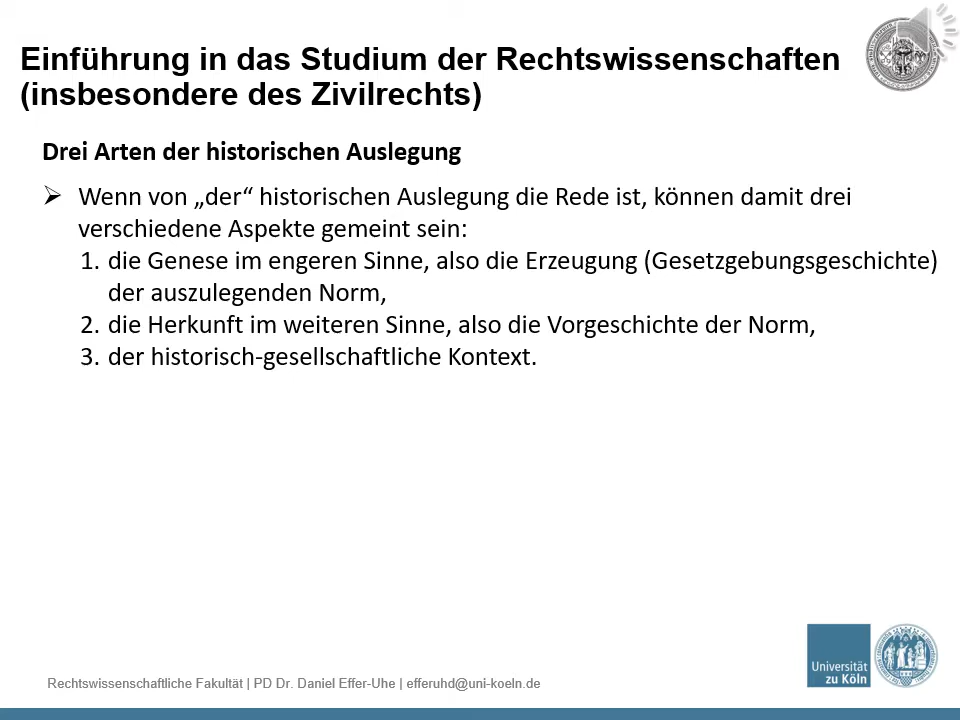 Einführung in das Studium der Rechtswissenschaften
(insbesondere des Zivilrechts)
Drei Arten der historischen Auslegung
➢ Wenn von „der“ historischen Auslegung die Rede ist, können damit drei
verschiedene Aspekte gemeint sein:
1. die Genese im engeren Sinne, also die Erzeugung (Gesetzgebungsgeschichte)
der auszulegenden Norm,
2. die Herkunft im weiteren Sinne, also die Vorgeschichte der Norm,
3. der historisch-gesellschaftliche Kontext.
Universität
zu Köln
Rechtswissenschaftliche Fakultät | PD Dr. Daniel Effer-Uhe | efferuhd@uni-koeln.de